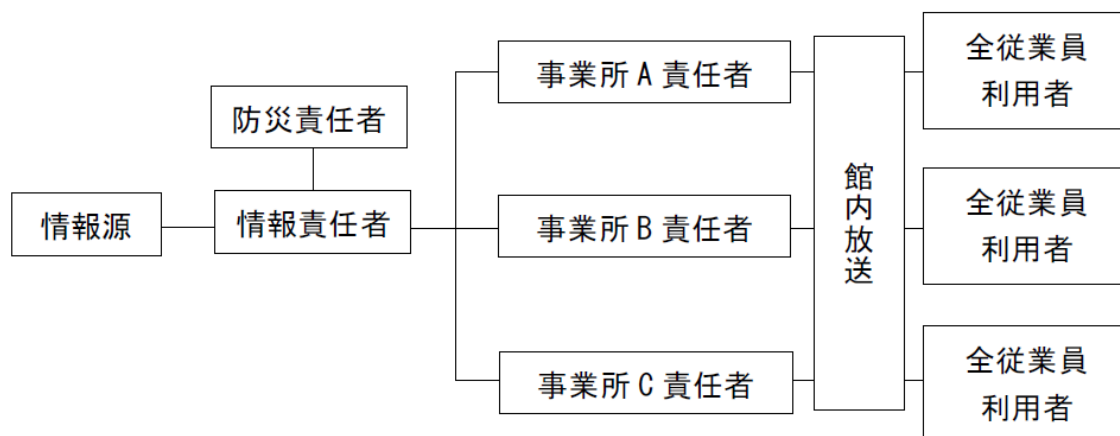 防災責任者
情報源
情報責任者
事業所A責任者
事業所B責任者
事業所C責任者
館内放送
全従業員
利用者
全従業員
利用者
全従業員
利用者